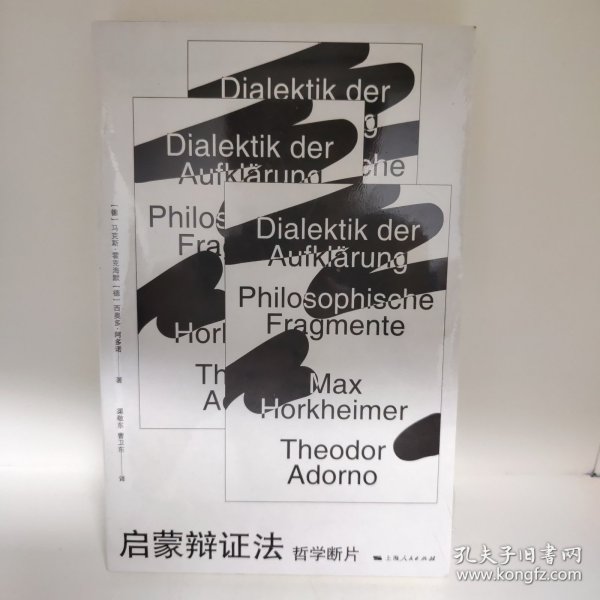 Dialektik der
Dialektik der
Aufklärung
Dialektik der
Aufklärung
Philosophische
Fragmente
Max
Horkheimer
Theodor
Adorno
[德]马克斯·霍克海默 [德]西奥多·阿多诺 著
渠敬东 曹卫东 译
启蒙辩证法 哲学断片
上海人民出版社
孔夫子旧书网
www.kongfz.com